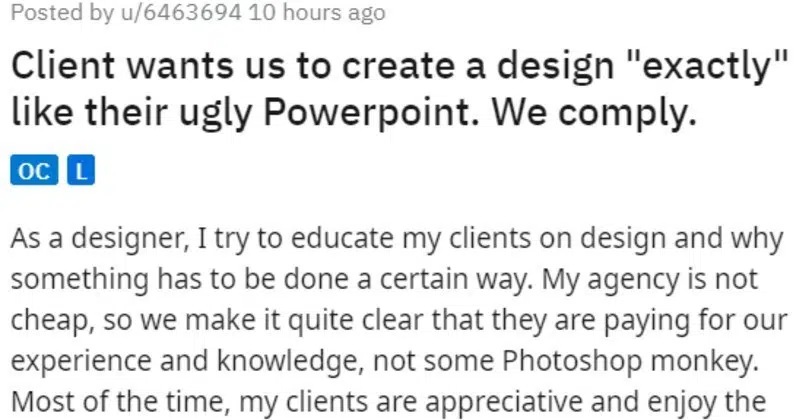 Posted by u/6463694 10 hours ago
Client wants us to create a design "exactly"
like their ugly Powerpoint. We comply.
OC L
As a designer, I try to educate my clients on design and why
something has to be done a certain way. My agency is not
cheap, so we make it quite clear that they are paying for our
experience and knowledge, not some Photoshop monkey.
Most of the time, my clients are appreciative and enjoy the